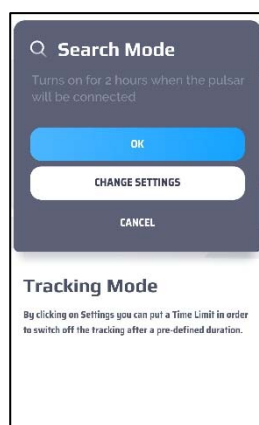 Search Mode
Turns on for 2 hours when the pulsar
will be connected
OK
CHANGE SETTINGS
CANCEL
Tracking Mode
By clicking on Settings you can put a Time Limit in order
to switch off the tracking after a pre-defined duration.